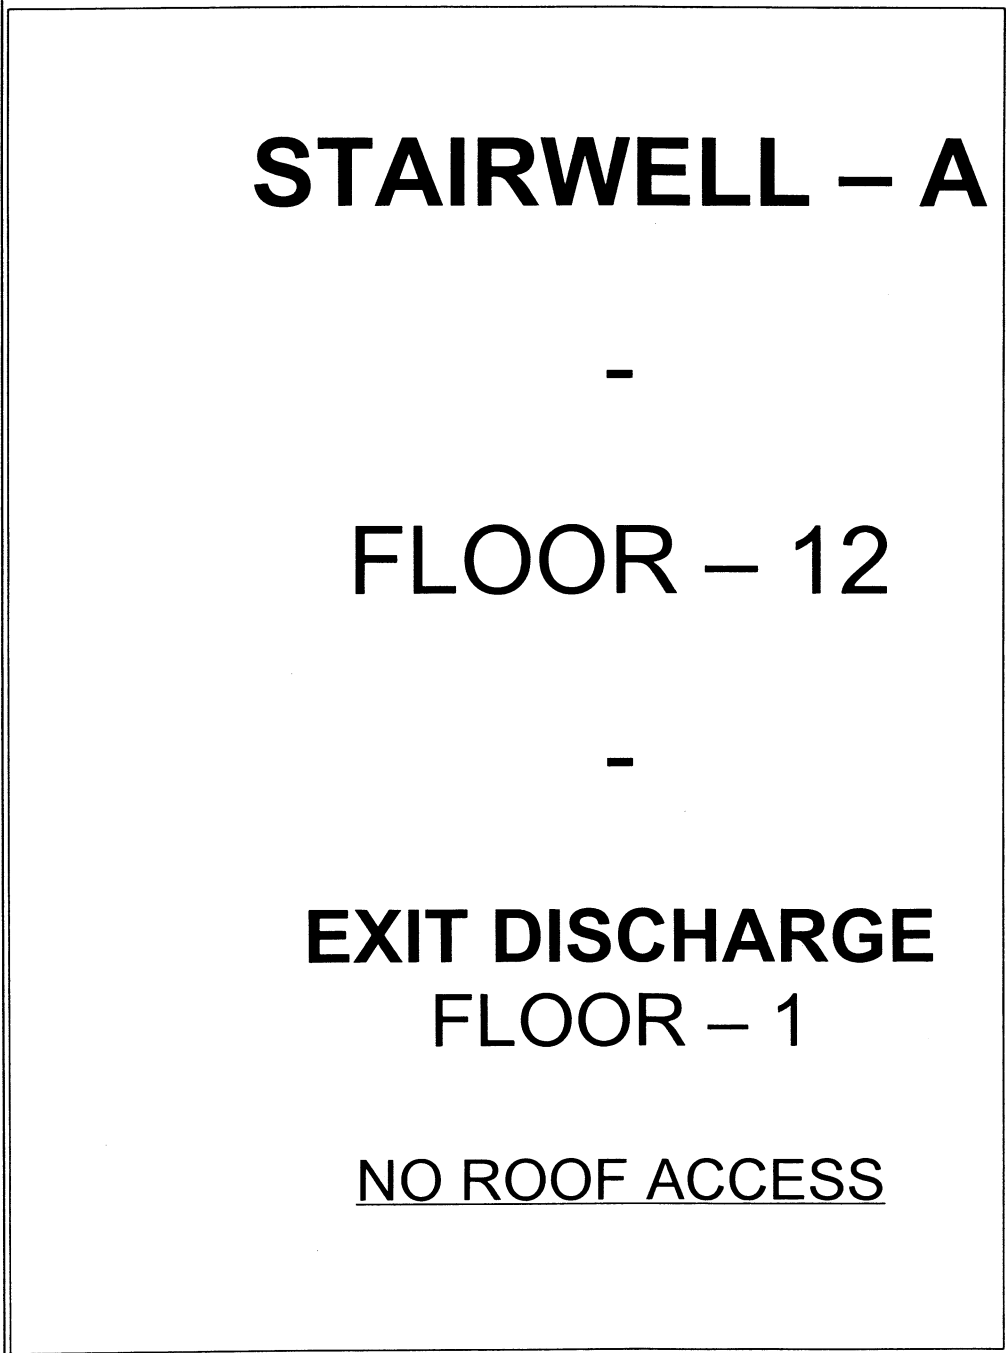 STAIRWELL – A
-
FLOOR – 12
-
EXIT DISCHARGE
FLOOR – 1
NO ROOF ACCESS